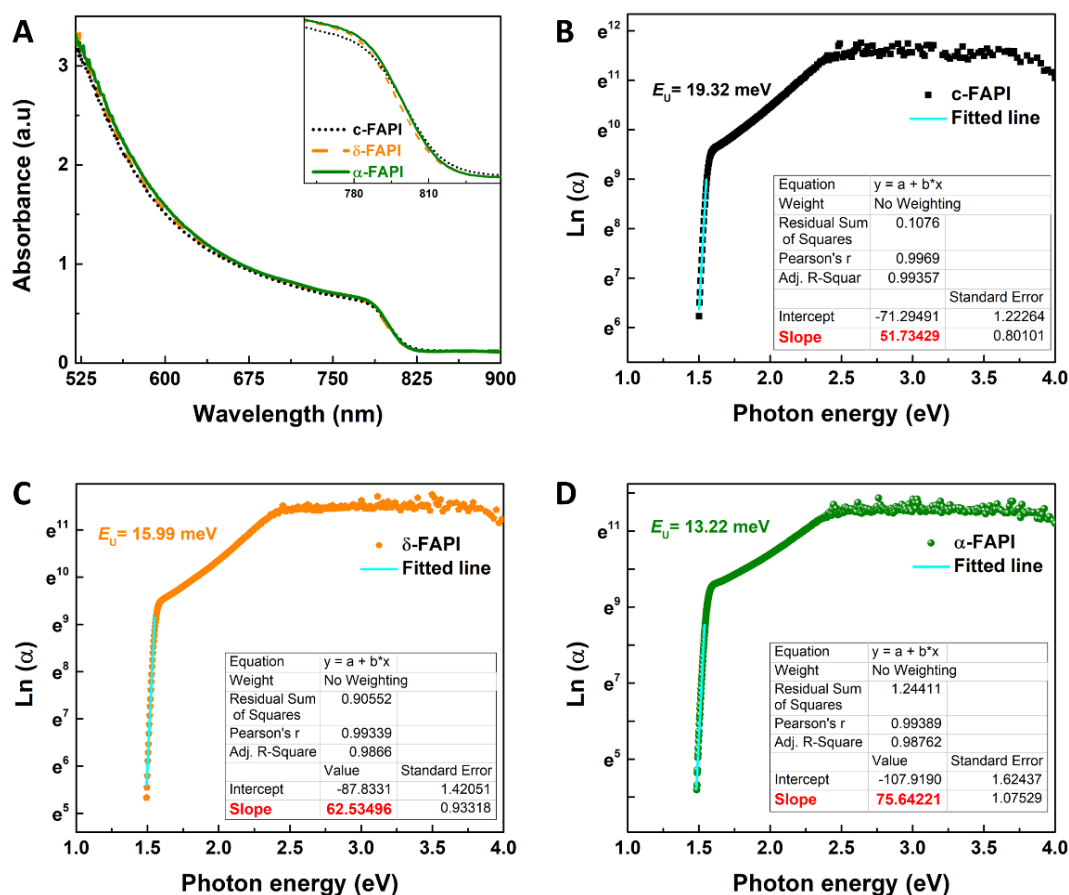 A
Absorbance (a.u)
3
2
1
0
525 600 675 750 825 900
Wavelength (nm)
c-FAPI
δ-FAPI
α-FAPI
780 810
B
Ln (α)
e12
e11
e10
e9
e8
e7
e6
EU= 19.32 meV
c-FAPI
Fitted line
Equation y = a + b*x
Weight No Weighting
Residual Sum of Squares 0.1076
Pearson's r 0.9969
Adj. R-Squar 0.99357
Standard Error
Intercept -71.29491 1.22264
Slope 51.73429 0.80101
1.0 1.5 2.0 2.5 3.0 3.5 4.0
Photon energy (eV)
C
Ln (α)
e11
e10
e9
e8
e7
e6
e5
EU= 15.99 meV
δ-FAPI
Fitted line
Equation y = a + b*x
Weight No Weighting
Residual Sum of Squares 0.90552
Pearson's r 0.99339
Adj. R-Square 0.9866
Value Standard Error
Intercept -87.8331 1.42051
Slope 62.53496 0.93318
1.0 1.5 2.0 2.5 3.0 3.5 4.0
Photon energy (eV)
D
Ln (α)
e11
e9
e7
e5
EU= 13.22 meV
α-FAPI
Fitted line
Equation y = a + b*x
Weight No Weighting
Residual Sum of Squares 1.24411
Pearson's r 0.99389
Adj. R-Square 0.98762
Value Standard Error
Intercept -107.9190 1.62437
Slope 75.64221 1.07529
1.0 1.5 2.0 2.5 3.0 3.5 4.0
Photon energy (eV)